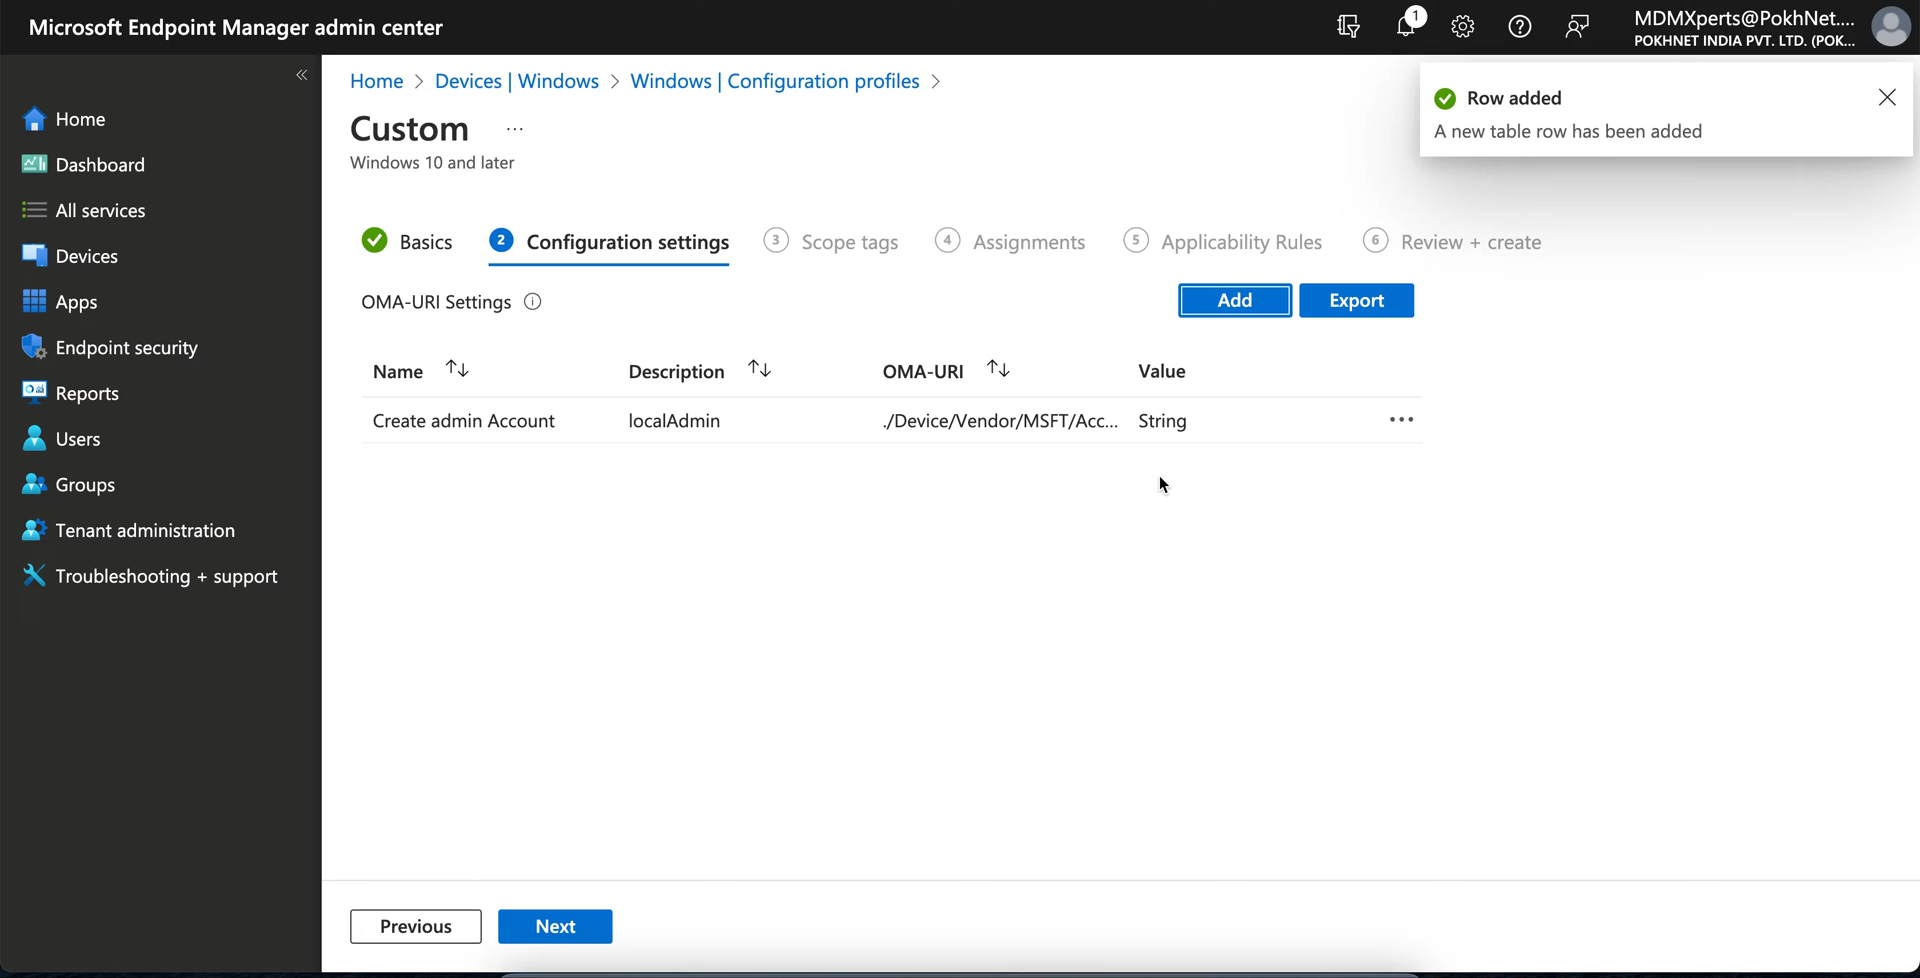 Microsoft Endpoint Manager admin center
1
MDMXperts@PokhNet....
POKHNET INDIA PVT. LTD. (POK...
«
Home
Dashboard
All services
Devices
Apps
Endpoint security
Reports
Users
Groups
Tenant administration
Troubleshooting + support
Home > Devices | Windows > Windows | Configuration profiles >
Custom ...
Windows 10 and later
Row added
A new table row has been added
Basics 2 Configuration settings 3 Scope tags 4 Assignments 5 Applicability Rules 6 Review + create
OMA-URI Settings
Add Export
Name ↑↓ Description ↑↓ OMA-URI ↑↓ Value
Create admin Account localAdmin ./Device/Vendor/MSFT/Acc... String ...
Previous Next